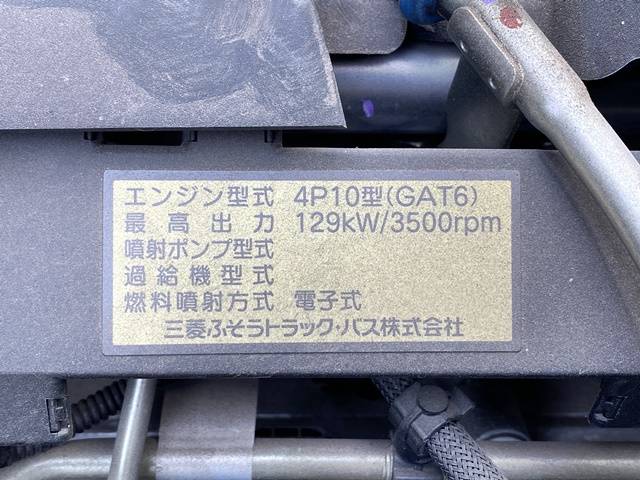 エンジン型式 4P10型(GAT6)
最高出力 129kW/3500rpm
噴射ポンプ型式
過給機型式
燃料噴射方式 電子式
三菱ふそうトラック・バス株式会社